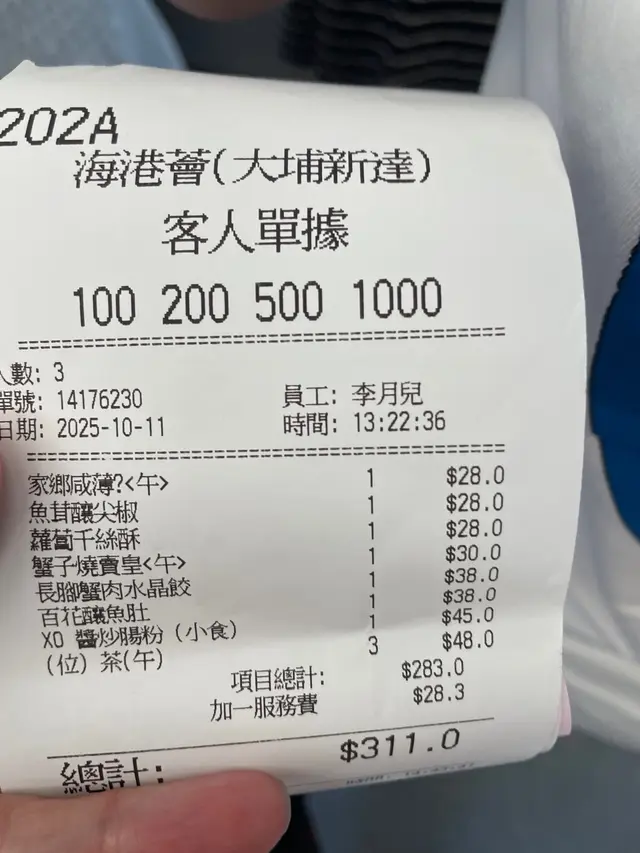 202A
海港薈(大埔新達)
客人單據
100 200 500 1000
人數: 3
單號: 14176230 員工: 李月兒
日期: 2025-10-11 時間: 13:22:36
家鄉咸薄?<午> 1 $28.0
魚茸釀尖椒 1 $28.0
蘿蔔千絲酥 1 $28.0
蟹子燒賣皇<午> 1 $30.0
長腳蟹肉水晶餃 1 $38.0
百花釀魚肚 1 $38.0
XO 醬炒腸粉 (小食) 1 $45.0
(位) 茶(午) 3 $48.0
項目總計: $283.0
加一服務費 $28.3
總計: $311.0